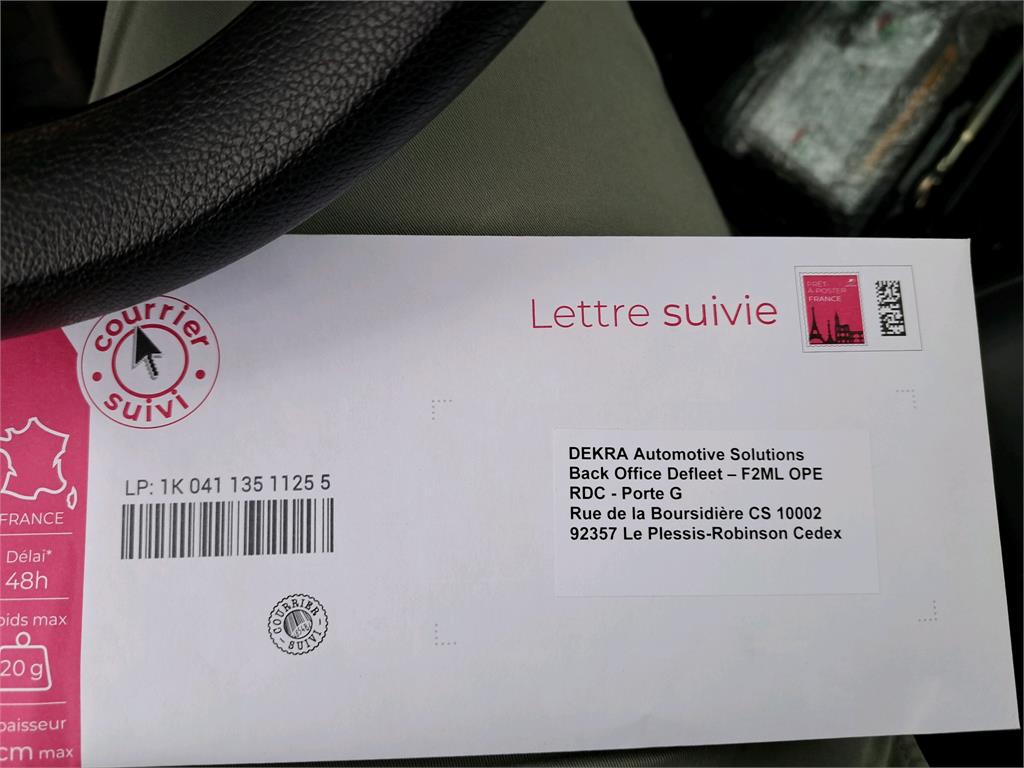 Lettre suivie
PRÊT-
À-POSTER
FRANCE
courrier
suivi
LP: 1K 041 135 1125 5
DEKRA Automotive Solutions
Back Office Defleet – F2ML OPE
RDC - Porte G
Rue de la Boursidière CS 10002
92357 Le Plessis-Robinson Cedex
FRANCE
Délai*
48h
oids max
20 g
paisseur
cm max
COURRIER
SUIVI